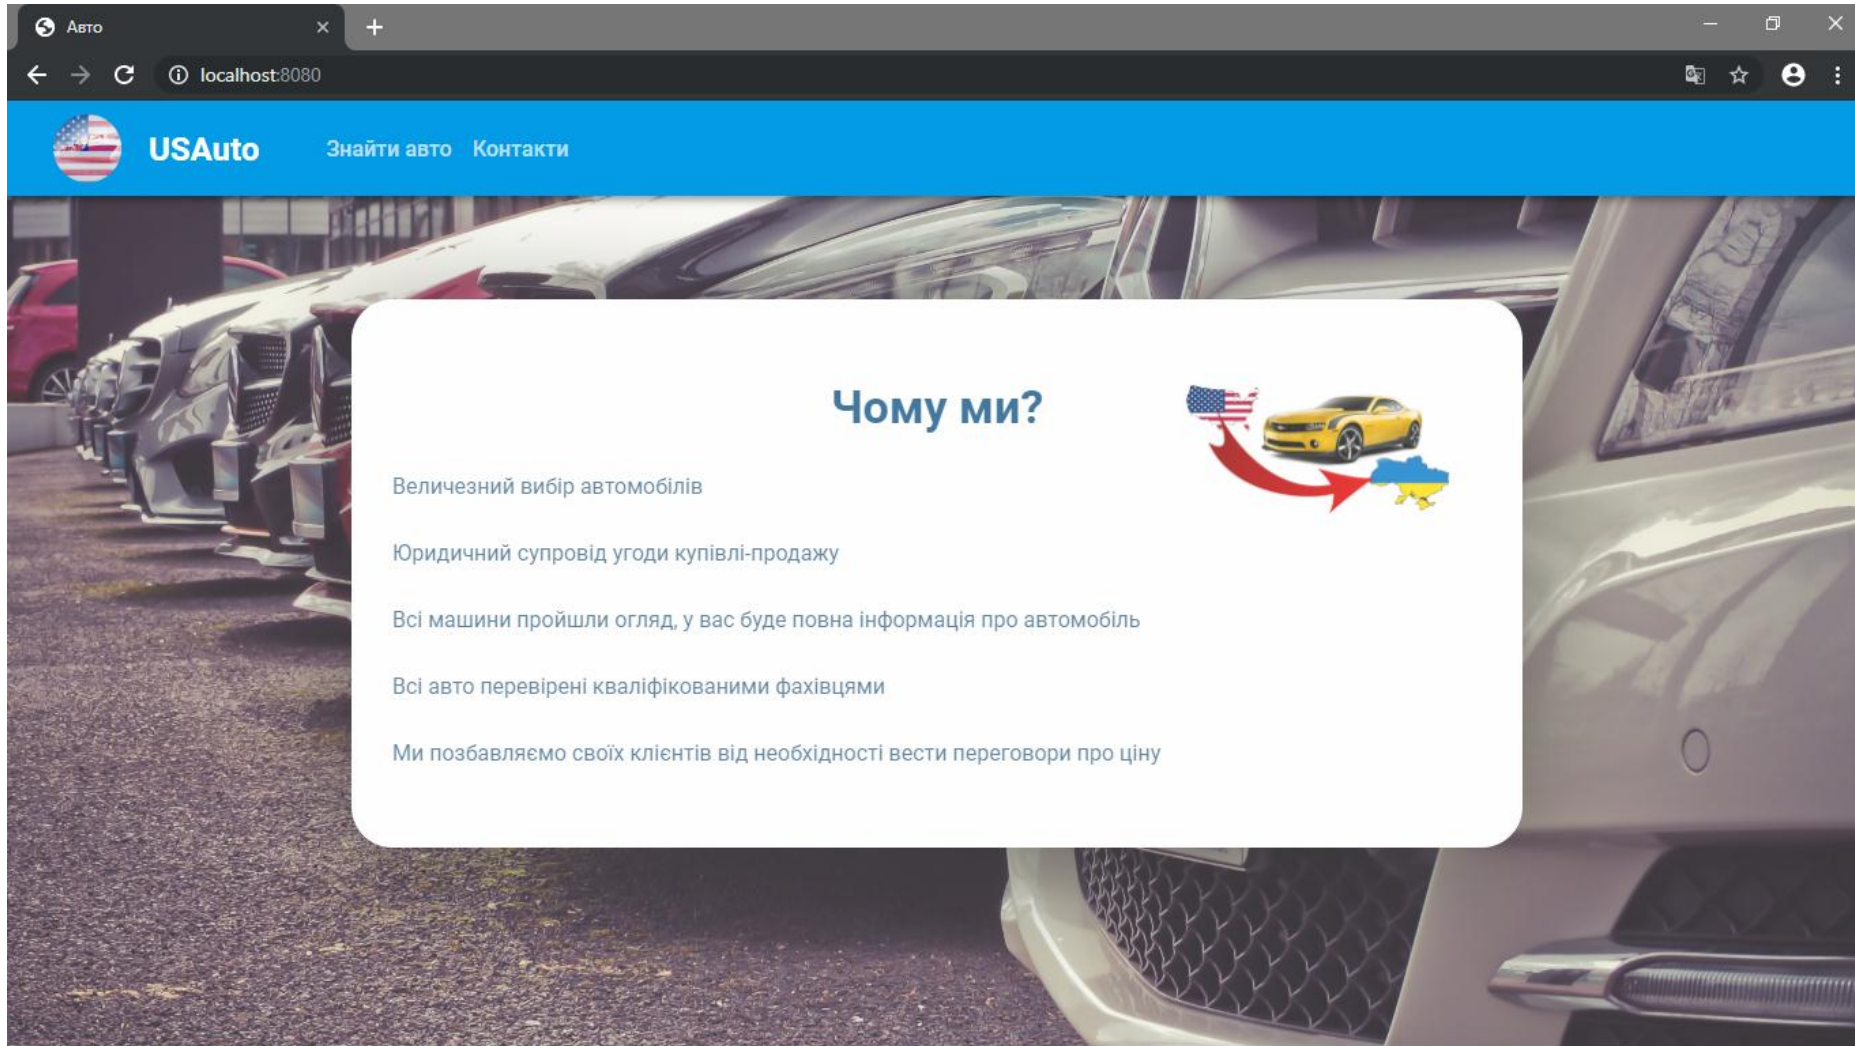 Авто
localhost:8080
USAuto
Знайти авто Контакти
Чому ми?
Величезний вибір автомобілів
Юридичний супровід угоди купівлі-продажу
Всі машини пройшли огляд, у вас буде повна інформація про автомобіль
Всі авто перевірені кваліфікованими фахівцями
Ми позбавляємо своїх клієнтів від необхідності вести переговори про ціну